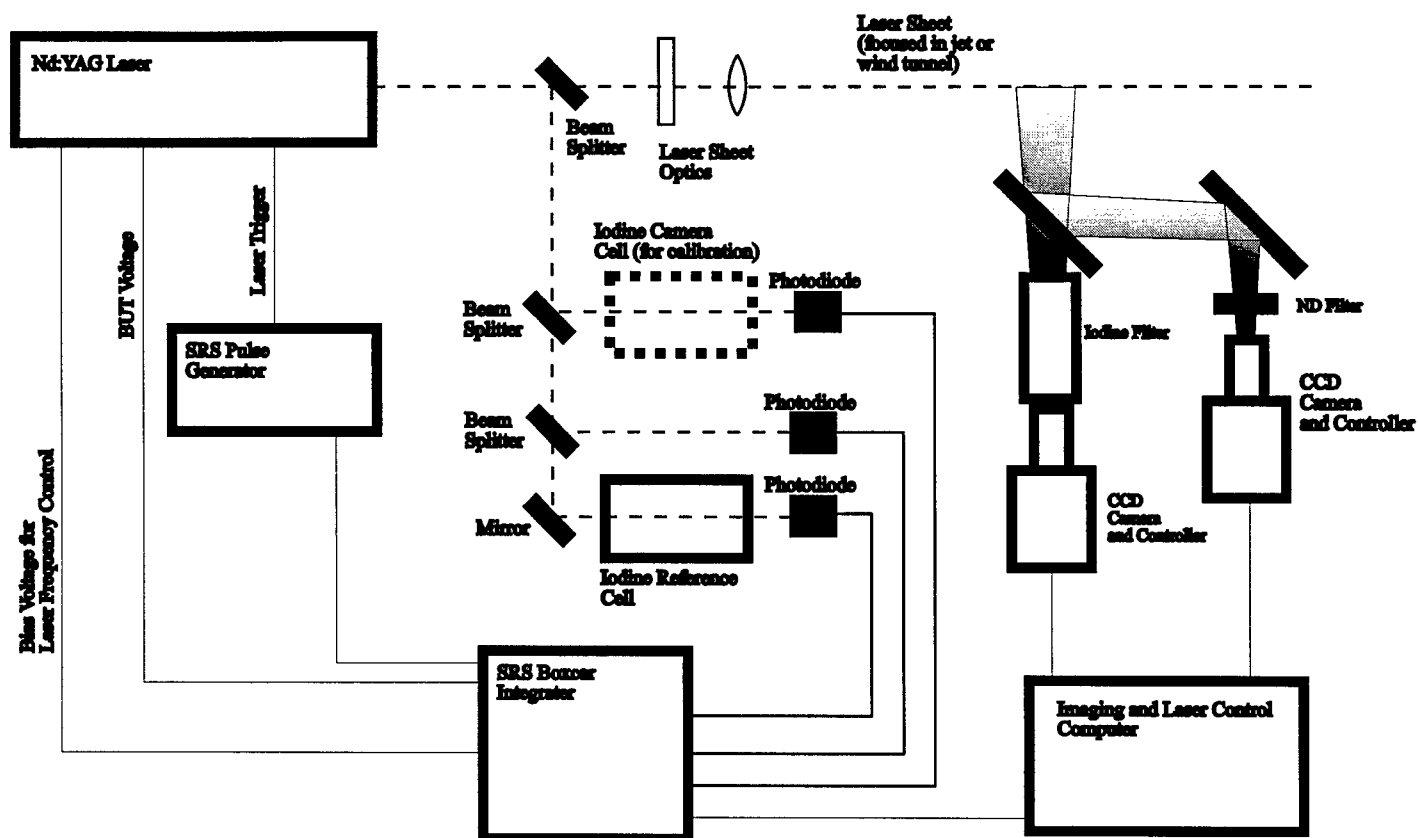 Laser Sheet
(focused in jet or
wind tunnel)
Nd:YAG Laser
Beam
Splitter
Laser Sheet
Optics
Laser Trigger
BUT Voltage
Iodine Camera
Cell (for calibration)
Photodiode
Beam
Splitter
ND Filter
Iodine Filter
SRS Pulse
Generator
CCD
Camera
and Controller
Photodiode
Beam
Splitter
Photodiode
Mirror
CCD
Camera
and Controller
Iodine Reference
Cell
Bias Voltage for
Laser Frequency Control
SRS Boxcar
Integrater
Imaging and Laser Control
Computer